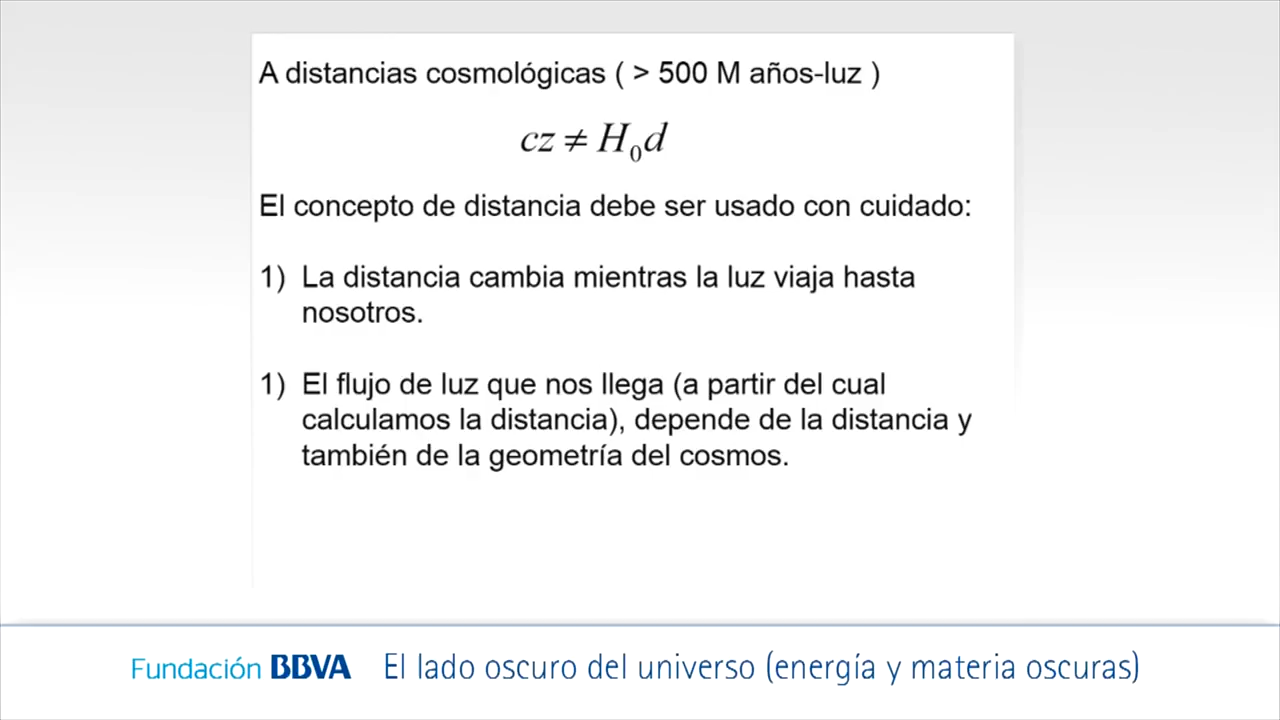 A distancias cosmológicas ( > 500 M años-luz )
cz ≠ H₀d
El concepto de distancia debe ser usado con cuidado:
1) La distancia cambia mientras la luz viaja hasta
nosotros.
1) El flujo de luz que nos llega (a partir del cual
calculamos la distancia), depende de la distancia y
también de la geometría del cosmos.
Fundación BBVA El lado oscuro del universo (energía y materia oscuras)